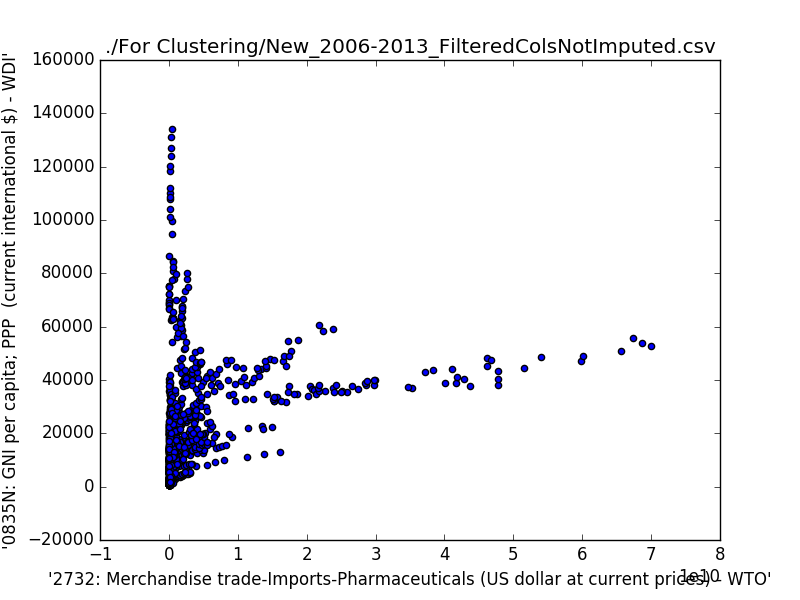 ./For Clustering/New_2006-2013_FilteredColsNotImputed.csv
160000
140000
120000
100000
80000
60000
40000
20000
0
−20000
'0835N: GNI per capita; PPP  (current international $) - WDI'
−1 0 1 2 3 4 5 6 7 8
1e10
'2732: Merchandise trade-Imports-Pharmaceuticals (US dollar at current prices) - WTO'